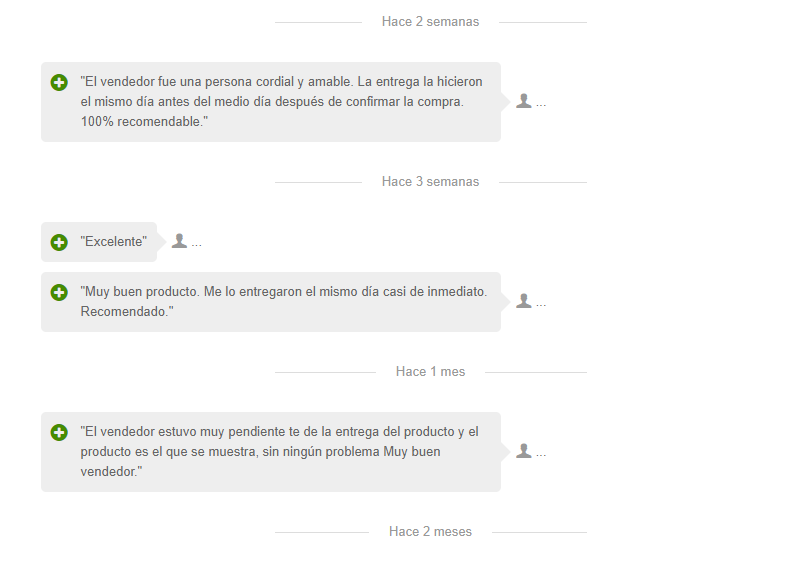 Hace 2 semanas
"El vendedor fue una persona cordial y amable. La entrega la hicieron
el mismo día antes del medio día después de confirmar la compra.
100% recomendable."
...
Hace 3 semanas
"Excelente"
...
"Muy buen producto. Me lo entregaron el mismo día casi de inmediato.
Recomendado."
...
Hace 1 mes
"El vendedor estuvo muy pendiente te de la entrega del producto y el
producto es el que se muestra, sin ningún problema Muy buen
vendedor."
...
Hace 2 meses